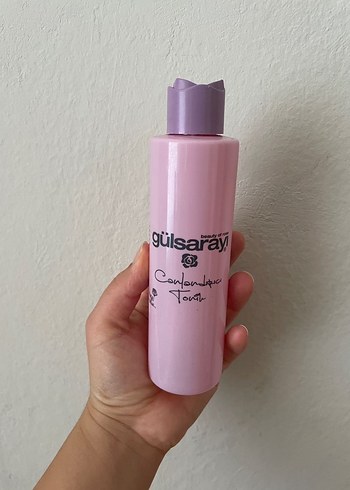 beauty of rose
gülsarayı
Canlandırıcı
Tonik